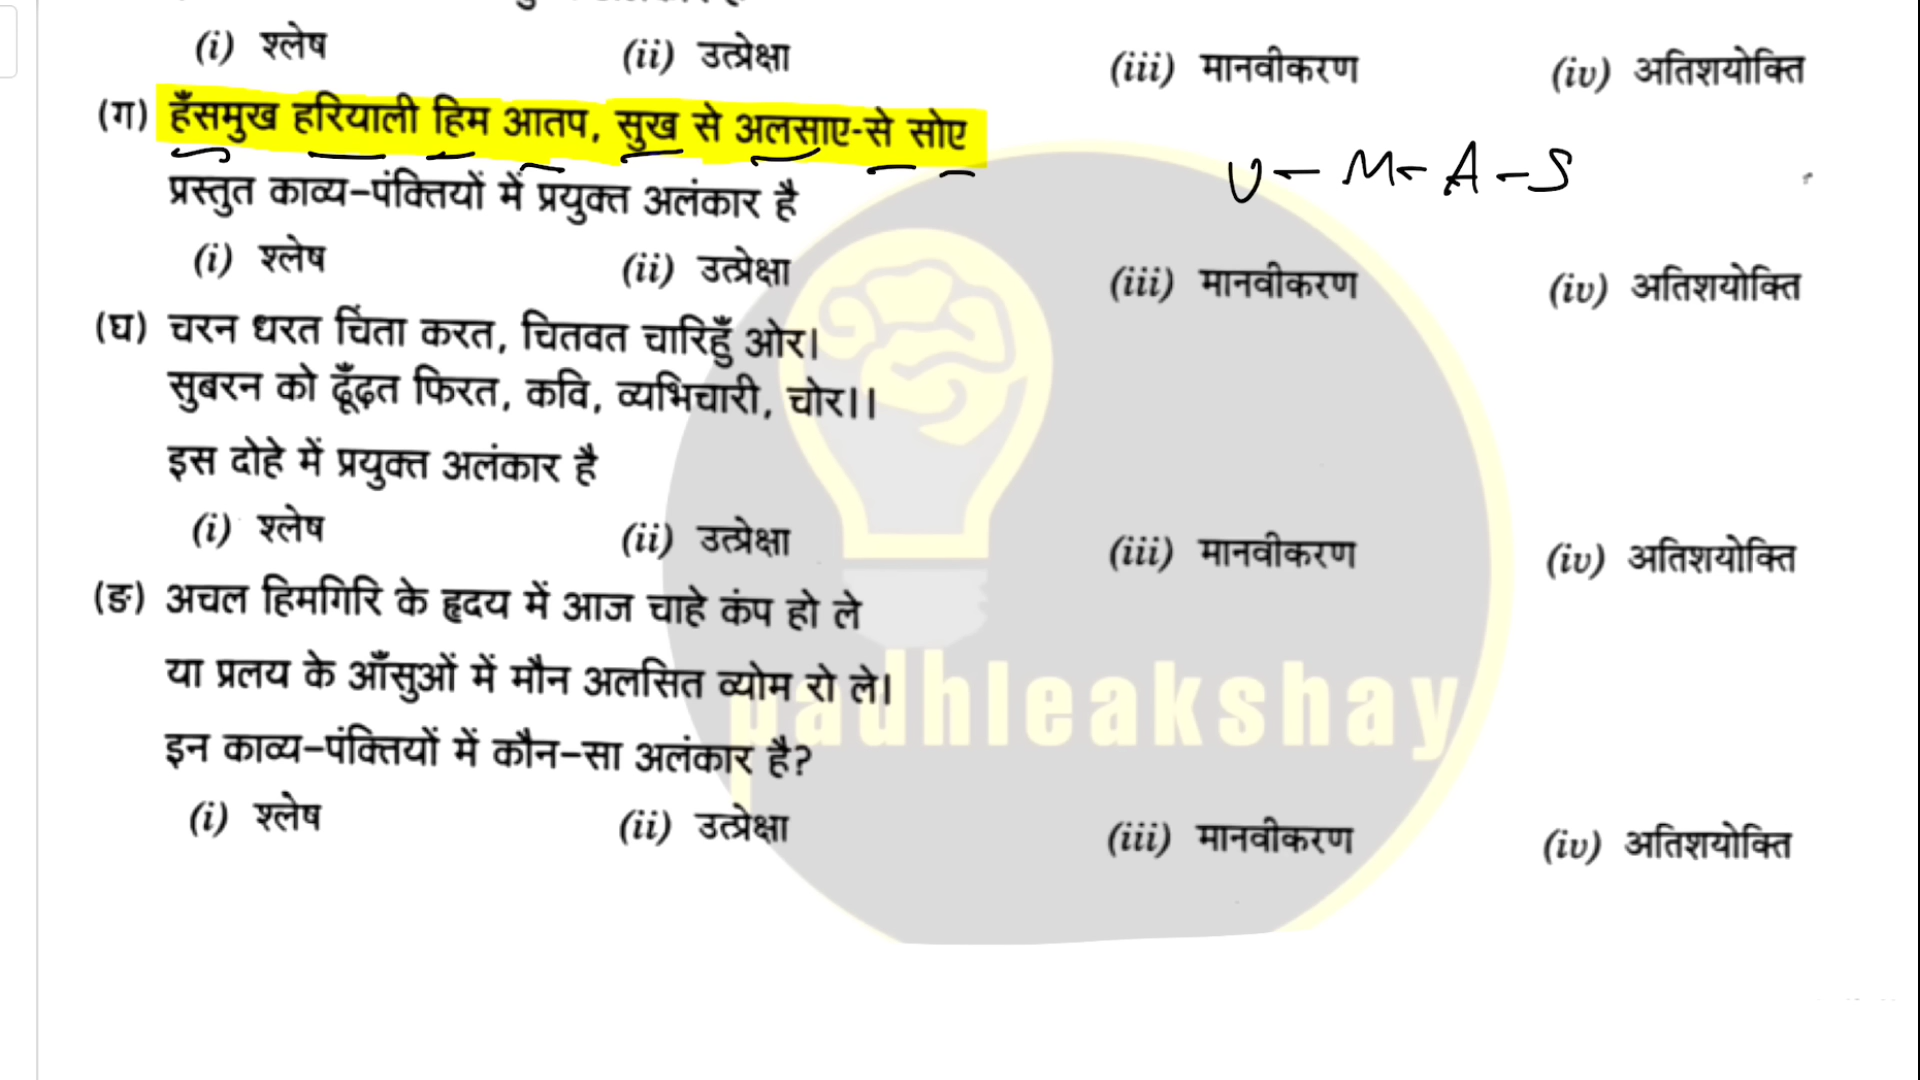 (i) श्लेष (ii) उत्प्रेक्षा (iii) मानवीकरण (iv) अतिशयोक्ति
(ग) हँसमुख हरियाली हिम आतप, सुख से अलसाए-से सोए
U - M - A - S
प्रस्तुत काव्य-पंक्तियों में प्रयुक्त अलंकार है
(i) श्लेष (ii) उत्प्रेक्षा (iii) मानवीकरण (iv) अतिशयोक्ति
(घ) चरन धरत चिंता करत, चितवत चारिहुँ ओर।
सुबरन को ढूँढ़त फिरत, कवि, व्यभिचारी, चोर।।
इस दोहे में प्रयुक्त अलंकार है
(i) श्लेष (ii) उत्प्रेक्षा (iii) मानवीकरण (iv) अतिशयोक्ति
(ङ) अचल हिमगिरि के हृदय में आज चाहे कंप हो ले
या प्रलय के आँसुओं में मौन अलसित व्योम रो ले।
padhleakshay
इन काव्य-पंक्तियों में कौन-सा अलंकार है?
(i) श्लेष (ii) उत्प्रेक्षा (iii) मानवीकरण (iv) अतिशयोक्ति